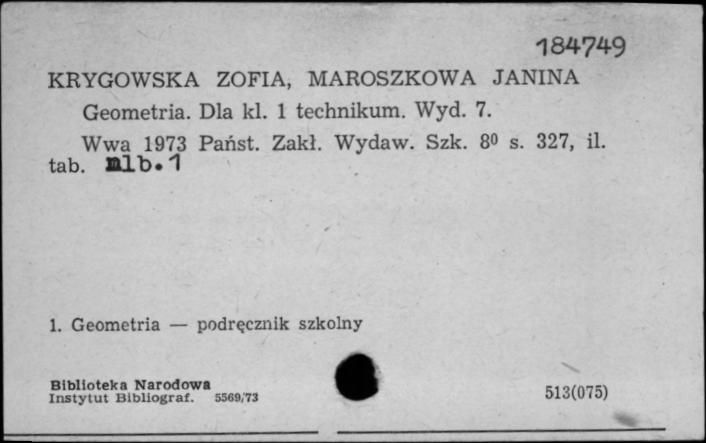 184749
KRYGOWSKA ZOFIA, MAROSZKOWA JANINA
Geometria. Dla kl. 1 technikum. Wyd. 7.
Wwa 1973 Państ. Zakł. Wydaw. Szk. 8⁰ s. 327, il.
tab. nlb.1
1. Geometria — podręcznik szkolny
Biblioteka Narodowa
Instytut Bibliograf. 5569/73
513(075)